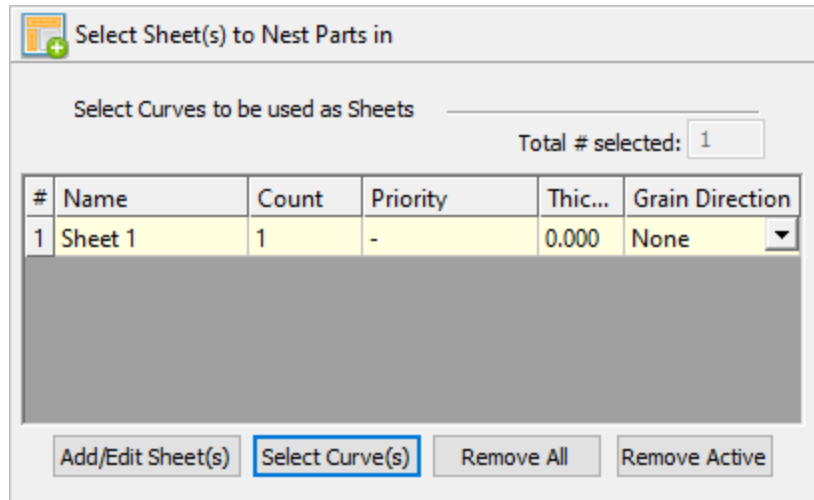 Select Sheet(s) to Nest Parts in
Select Curves to be used as Sheets
Total # selected: 1
# Name Count Priority Thic... Grain Direction
1 Sheet 1 1 - 0.000 None
Add/Edit Sheet(s) Select Curve(s) Remove All Remove Active